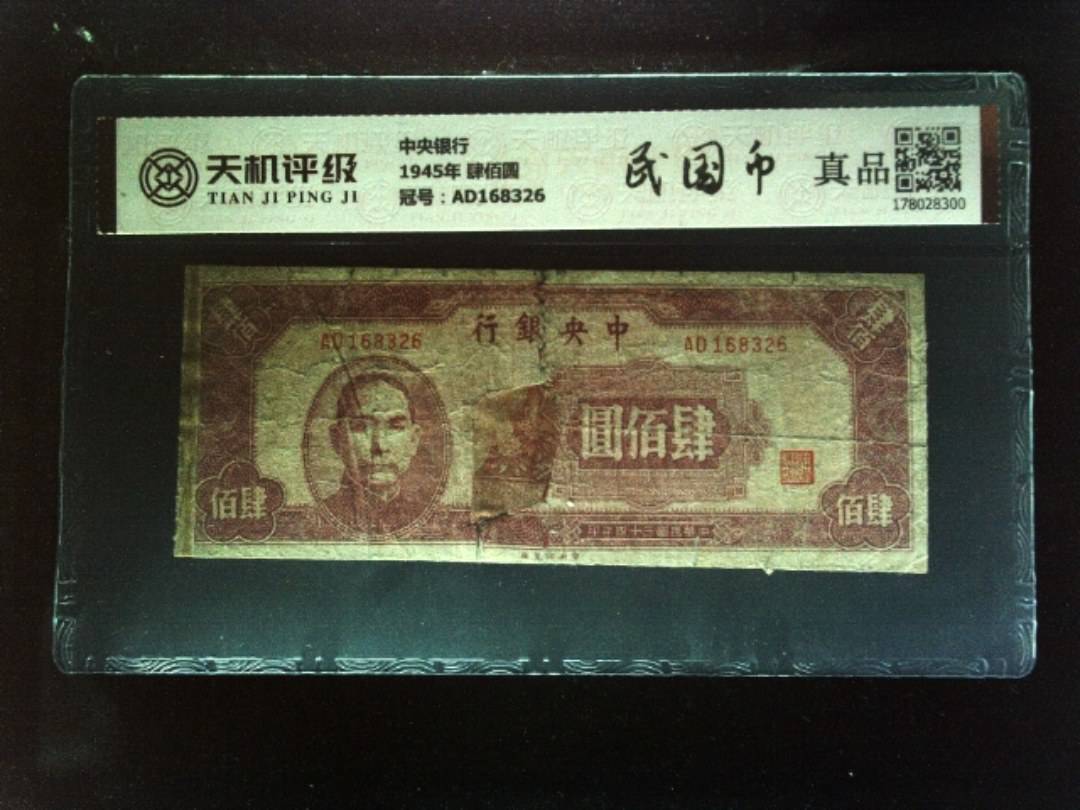 天机评级
TIAN JI PING JI
中央银行
1945年 肆佰圆
冠号：AD168326
民国币
真品
178028300
行銀央中
AD168326
AD168326
圓佰肆
佰肆
佰肆